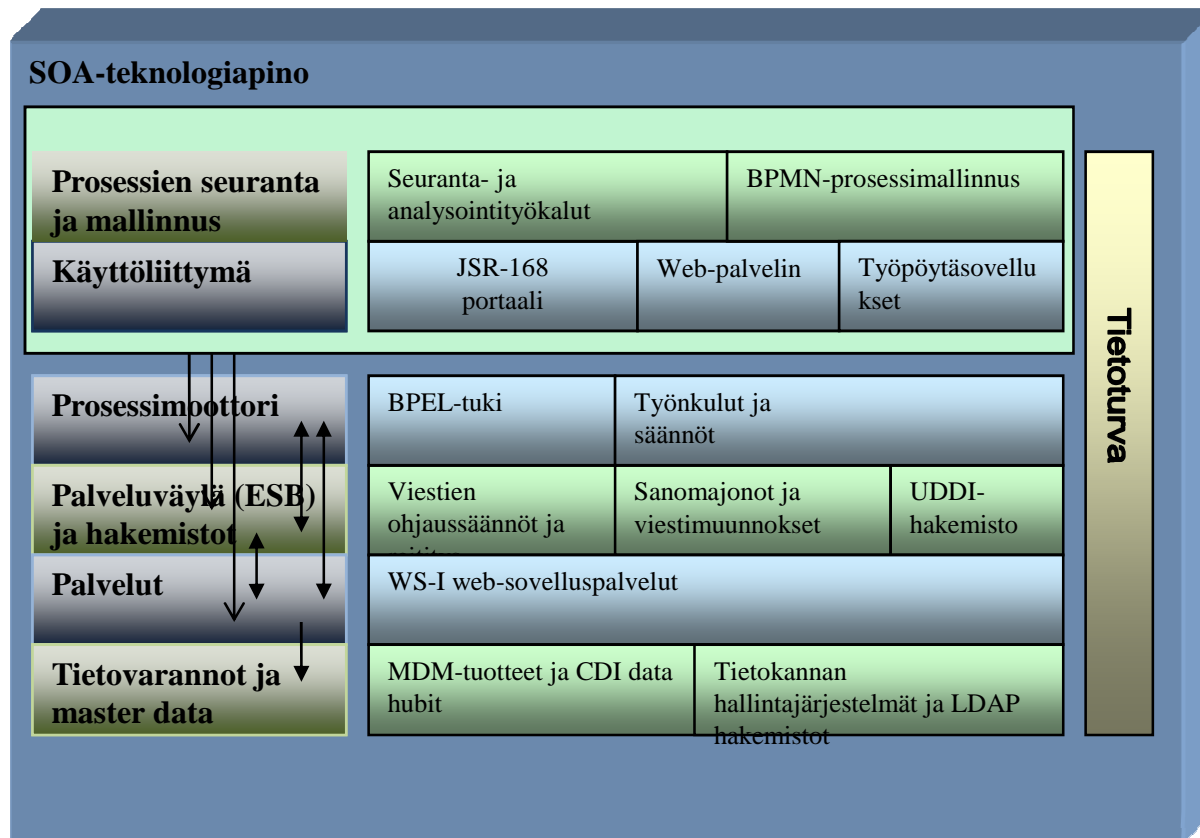 SOA-teknologiapino
Prosessien seuranta
ja mallinnus
Seuranta- ja
analysointityökalut
BPMN-prosessimallinnus
Käyttöliittymä
JSR-168
portaali
Web-palvelin
Työpöytäsovellu
kset
Tietoturva
Prosessimoottori
BPEL-tuki
Työnkulut ja
säännöt
Palveluväylä (ESB)
ja hakemistot
Viestien
ohjaussäännöt ja
Sanomajonot ja
viestimuunnokset
UDDI-
hakemisto
Palvelut
WS-I web-sovelluspalvelut
Tietovarannot ja
master data
MDM-tuotteet ja CDI data
hubit
Tietokannan
hallintajärjestelmät ja LDAP
hakemistot